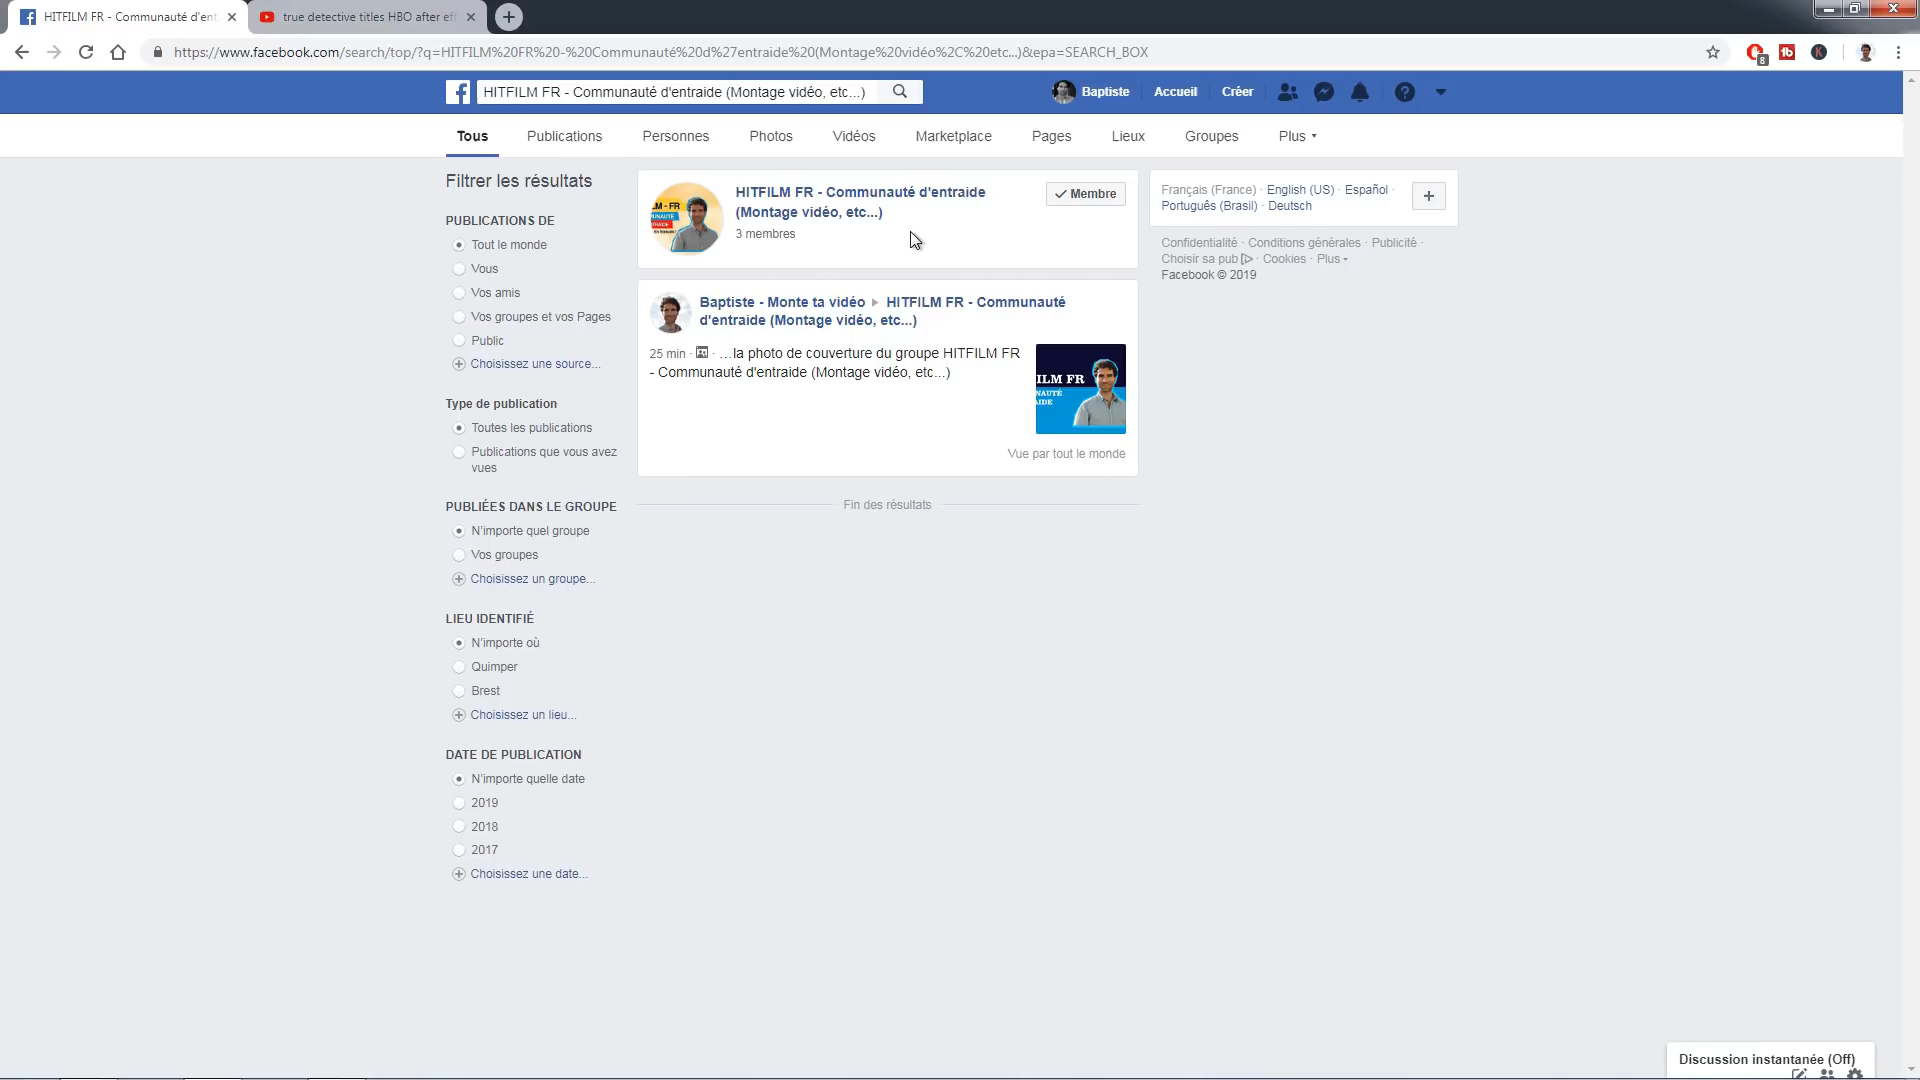 HITFILM FR - Communauté d'ent
true detective titles HBO after eff
https://www.facebook.com/search/top/?q=HITFILM%20FR%20-%20Communauté%20d%27entraide%20(Montage%20vidéo%2C%20etc...)&epa=SEARCH_BOX
8
HITFILM FR - Communauté d'entraide (Montage vidéo, etc...)
Baptiste
Accueil
Créer
Tous
Publications
Personnes
Photos
Vidéos
Marketplace
Pages
Lieux
Groupes
Plus
Filtrer les résultats
PUBLICATIONS DE
Tout le monde
Vous
Vos amis
Vos groupes et vos Pages
Public
Choisissez une source...
Type de publication
Toutes les publications
Publications que vous avez
vues
PUBLIÉES DANS LE GROUPE
N'importe quel groupe
Vos groupes
Choisissez un groupe...
LIEU IDENTIFIÉ
N'importe où
Quimper
Brest
Choisissez un lieu...
DATE DE PUBLICATION
N'importe quelle date
2019
2018
2017
Choisissez une date...
LM - FR
HITFILM FR - Communauté d'entraide
(Montage vidéo, etc...)
3 membres
Membre
Baptiste - Monte ta vidéo ▸ HITFILM FR - Communauté
d'entraide (Montage vidéo, etc...)
25 min · · …la photo de couverture du groupe HITFILM FR
- Communauté d'entraide (Montage vidéo, etc...)
ILM FR
NAUTÉ
AIDE
Vue par tout le monde
Fin des résultats
Français (France) · English (US) · Español ·
Português (Brasil) · Deutsch
Confidentialité · Conditions générales · Publicité ·
Choisir sa pub · Cookies · Plus
Facebook © 2019
Discussion instantanée (Off)